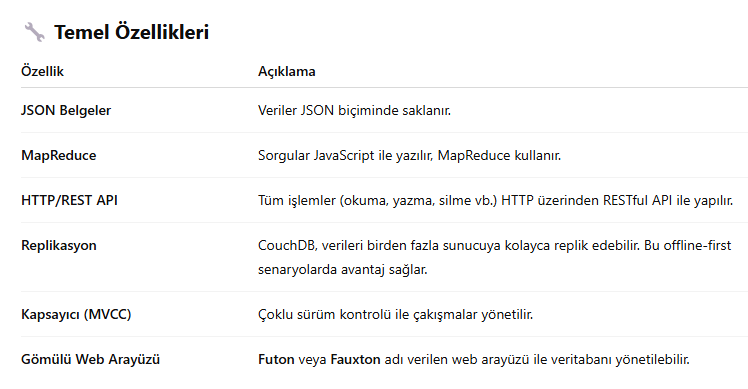 🔧 Temel Özellikleri
Özellik Açıklama
JSON Belgeler Veriler JSON biçiminde saklanır.
MapReduce Sorgular JavaScript ile yazılır, MapReduce kullanır.
HTTP/REST API Tüm işlemler (okuma, yazma, silme vb.) HTTP üzerinden RESTful API ile yapılır.
Replikasyon CouchDB, verileri birden fazla sunucuya kolayca replik edebilir. Bu offline-first
senaryolarda avantaj sağlar.
Kapsayıcı (MVCC) Çoklu sürüm kontrolü ile çakışmalar yönetilir.
Gömülü Web Arayüzü Futon veya Fauxton adı verilen web arayüzü ile veritabanı yönetilebilir.